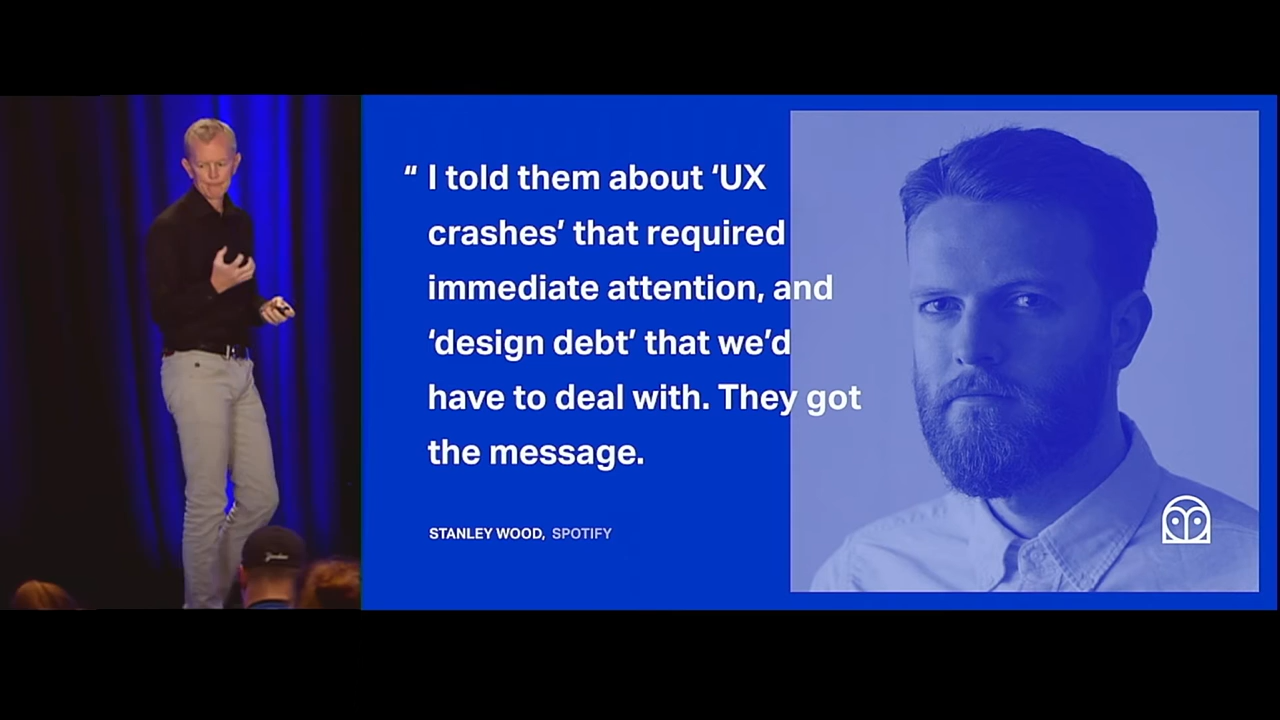 “ I told them about ‘UX
crashes’ that required
immediate attention, and
‘design debt’ that we’d
have to deal with. They got
the message.
STANLEY WOOD, SPOTIFY